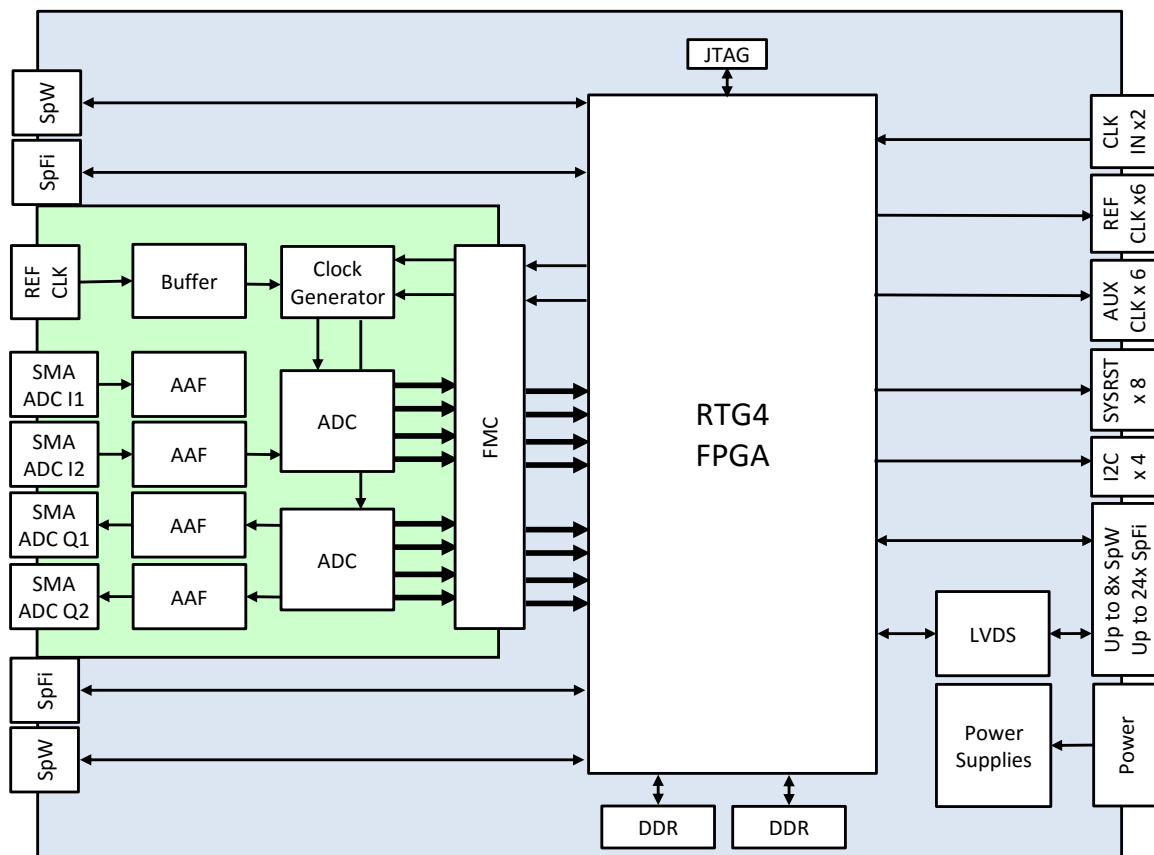 JTAG
SpW
SpFi
CLK
IN x2
REF
CLK x6
REF
CLK
Buffer
Clock
Generator
AUX
CLK x 6
SMA
ADC I1
AAF
ADC
FMC
RTG4
FPGA
SYSRST
x 8
SMA
ADC I2
AAF
I2C
x 4
SMA
ADC Q1
AAF
ADC
SMA
ADC Q2
AAF
Up to 8x SpW
Up to 24x SpFi
LVDS
SpFi
SpW
Power
Supplies
Power
DDR
DDR